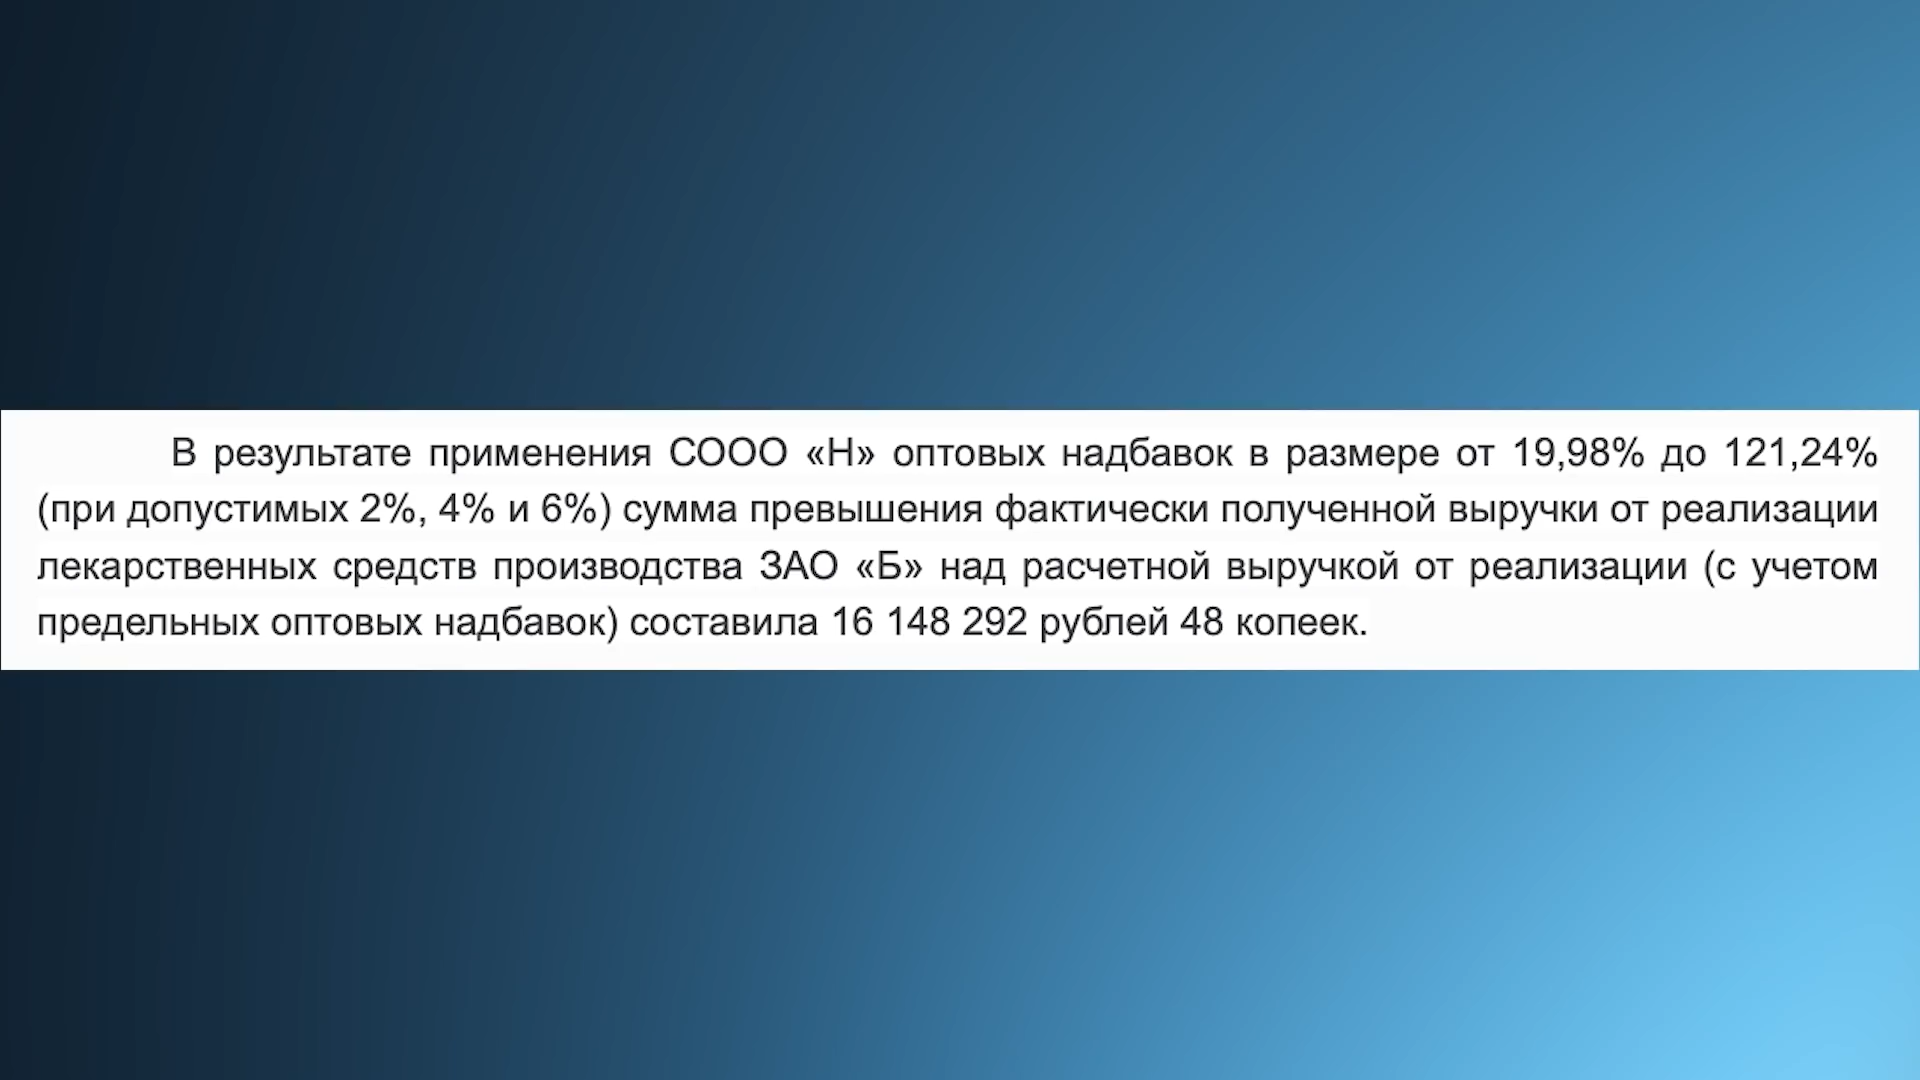 В результате применения СООО «Н» оптовых надбавок в размере от 19,98% до 121,24%
(при допустимых 2%, 4% и 6%) сумма превышения фактически полученной выручки от реализации
лекарственных средств производства ЗАО «Б» над расчетной выручкой от реализации (с учетом
предельных оптовых надбавок) составила 16 148 292 рублей 48 копеек.